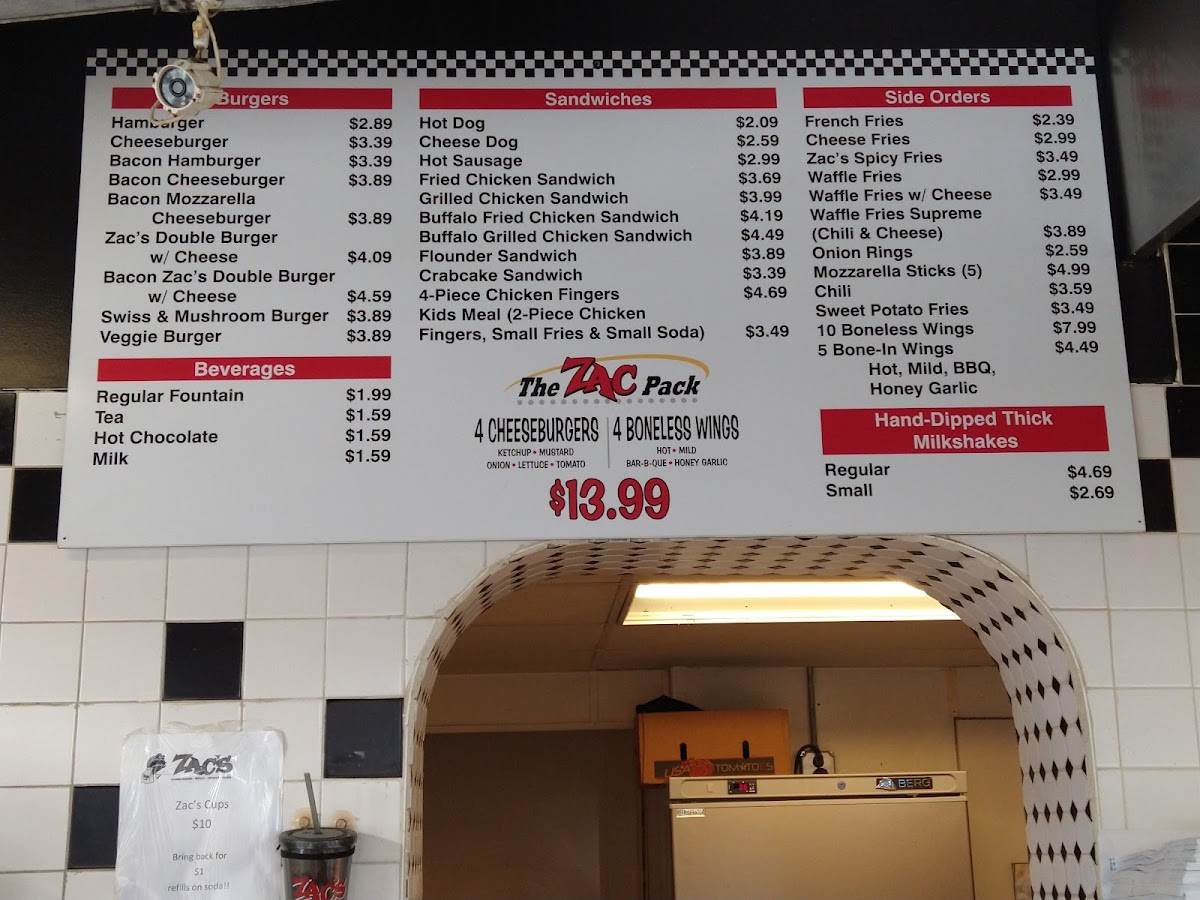 Burgers
Hamburger $2.89
Cheeseburger $3.39
Bacon Hamburger $3.39
Bacon Cheeseburger $3.89
Bacon Mozzarella
Cheeseburger $3.89
Zac's Double Burger
w/ Cheese $4.09
Bacon Zac's Double Burger
w/ Cheese $4.59
Swiss & Mushroom Burger $3.89
Veggie Burger $3.89
Beverages
Regular Fountain $1.99
Tea $1.59
Hot Chocolate $1.59
Milk $1.59
Sandwiches
Hot Dog $2.09
Cheese Dog $2.59
Hot Sausage $2.99
Fried Chicken Sandwich $3.69
Grilled Chicken Sandwich $3.99
Buffalo Fried Chicken Sandwich $4.19
Buffalo Grilled Chicken Sandwich $4.49
Flounder Sandwich $3.89
Crabcake Sandwich $3.39
4-Piece Chicken Fingers $4.69
Kids Meal (2-Piece Chicken
Fingers, Small Fries & Small Soda) $3.49
The ZAC Pack
4 CHEESEBURGERS
KETCHUP • MUSTARD
ONION • LETTUCE • TOMATO
4 BONELESS WINGS
HOT • MILD
BAR-B-QUE • HONEY GARLIC
$13.99
Side Orders
French Fries $2.39
Cheese Fries $2.99
Zac's Spicy Fries $3.49
Waffle Fries $2.99
Waffle Fries w/ Cheese $3.49
Waffle Fries Supreme
(Chili & Cheese) $3.89
Onion Rings $2.59
Mozzarella Sticks (5) $4.99
Chili $3.59
Sweet Potato Fries $3.49
10 Boneless Wings $7.99
5 Bone-In Wings $4.49
Hot, Mild, BBQ,
Honey Garlic
Hand-Dipped Thick
Milkshakes
Regular $4.69
Small $2.69
ZAC'S
Zac's Cups
$10
Bring back for
$1
refills on soda!!
ZAC'S
USA TOMATOES
BERG